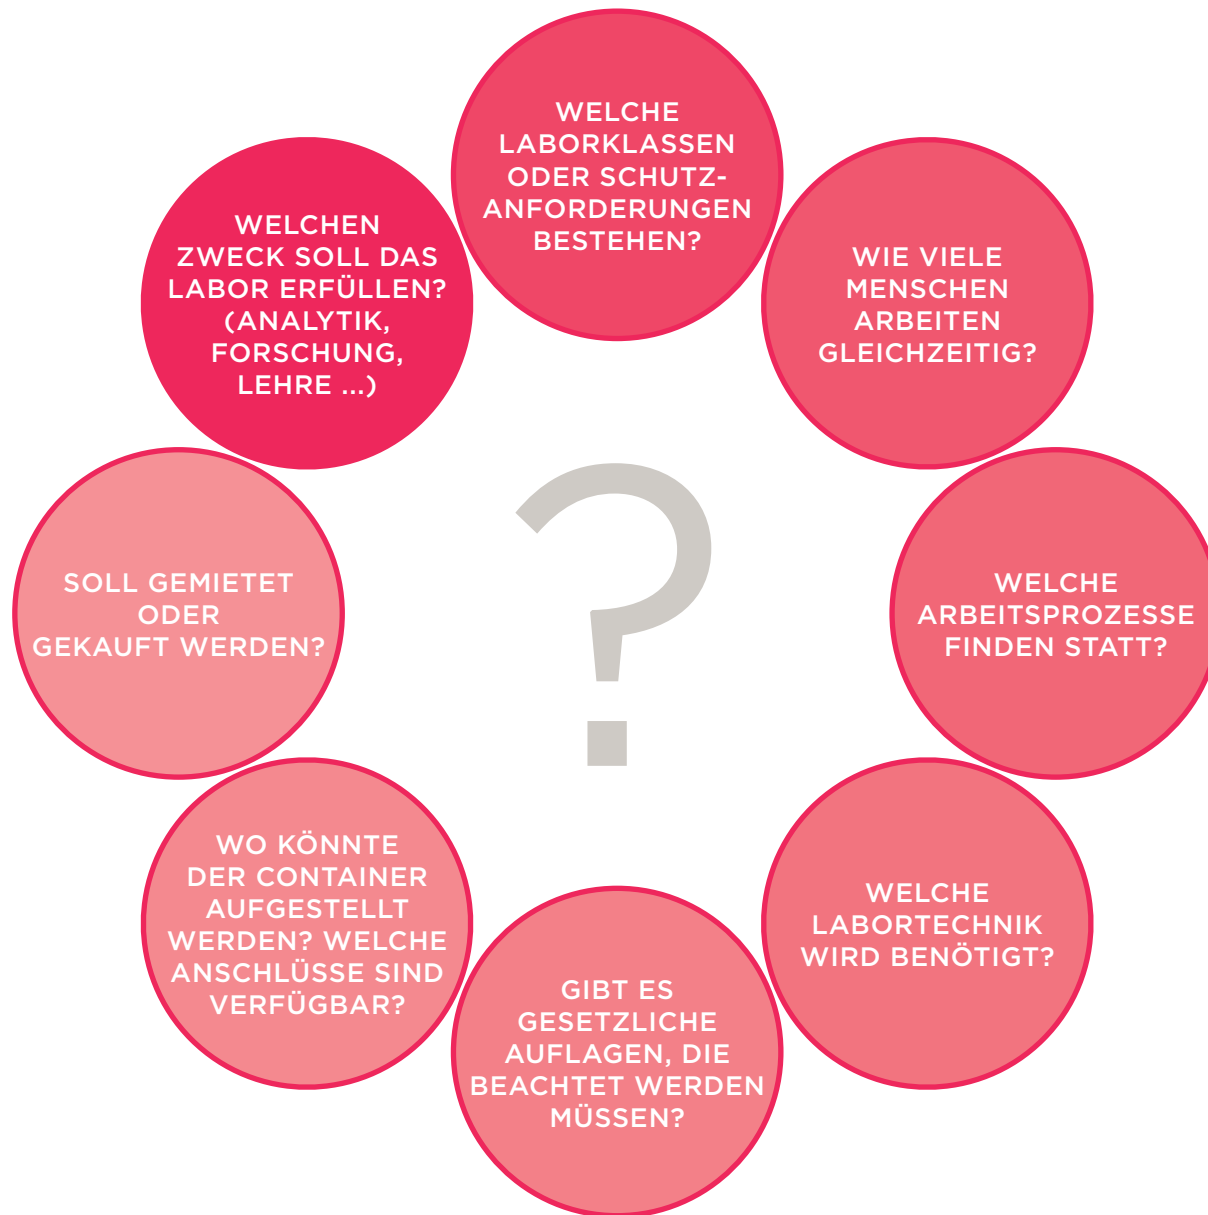 WELCHEN
ZWECK SOLL DAS
LABOR ERFÜLLEN?
(ANALYTIK,
FORSCHUNG,
LEHRE ...)
WELCHE
LABORKLASSEN
ODER SCHUTZ-
ANFORDERUNGEN
BESTEHEN?
WIE VIELE
MENSCHEN
ARBEITEN
GLEICHZEITIG?
WELCHE
ARBEITSPROZESSE
FINDEN STATT?
WELCHE
LABORTECHNIK
WIRD BENÖTIGT?
GIBT ES
GESETZLICHE
AUFLAGEN, DIE
BEACHTET WERDEN
MÜSSEN?
WO KÖNNTE
DER CONTAINER
AUFGESTELLT
WERDEN? WELCHE
ANSCHLÜSSE SIND
VERFÜGBAR?
SOLL GEMIETET
ODER
GEKAUFT WERDEN?
?